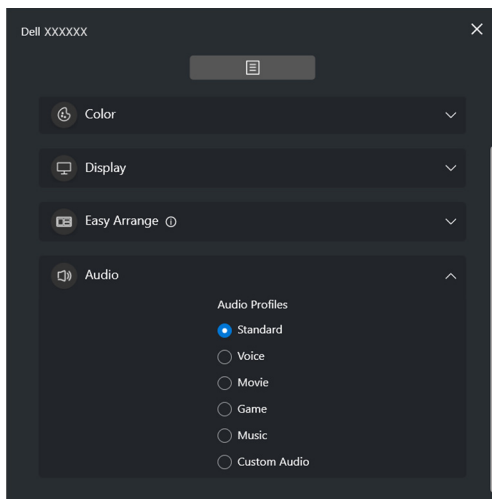 Dell XXXXXX
Color
Display
Easy Arrange
Audio
Audio Profiles
Standard
Voice
Movie
Game
Music
Custom Audio